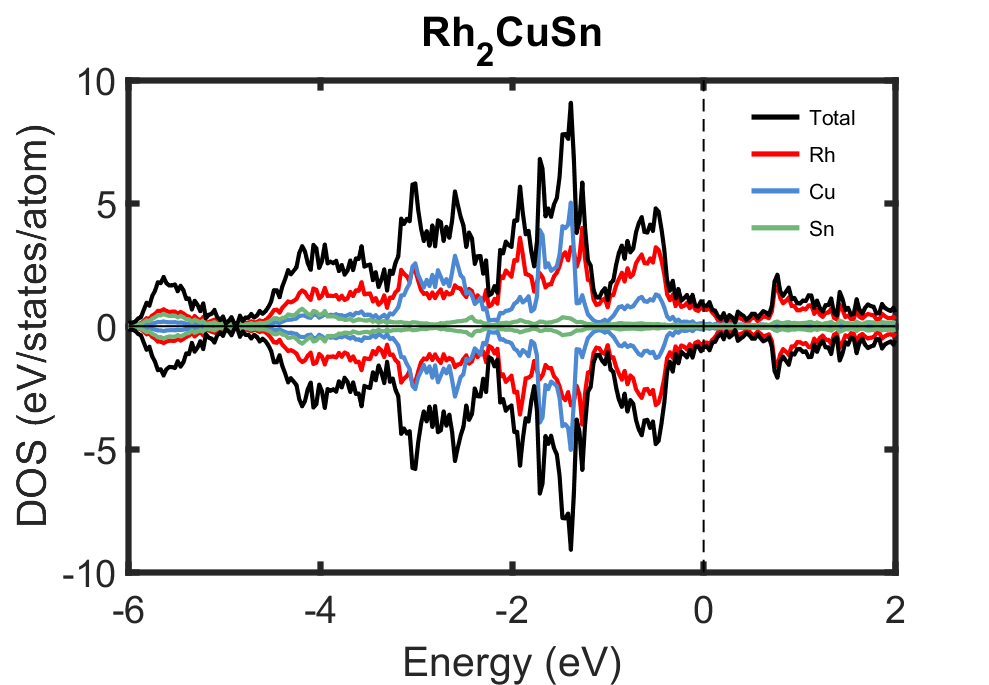 Rh2CuSn
10
5
0
-5
-10
DOS (eV/states/atom)
Total
Rh
Cu
Sn
-6 -4 -2 0 2
Energy (eV)